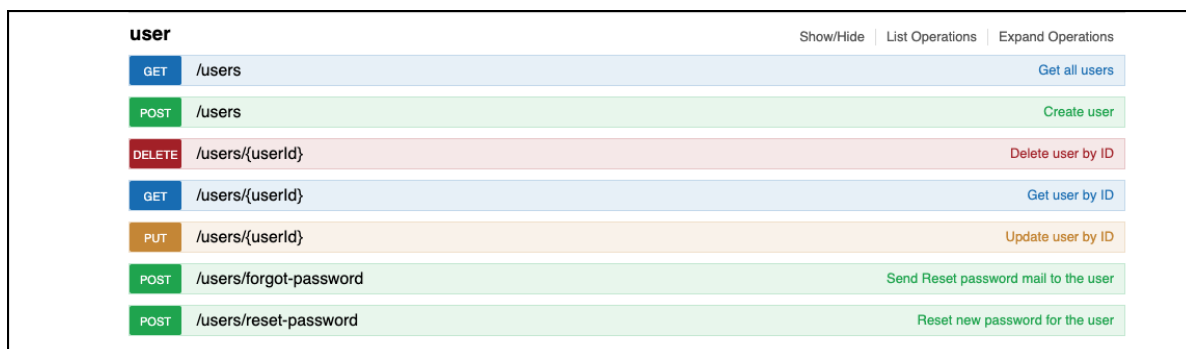 user Show/Hide List Operations Expand Operations
GET /users Get all users
POST /users Create user
DELETE /users/{userId} Delete user by ID
GET /users/{userId} Get user by ID
PUT /users/{userId} Update user by ID
POST /users/forgot-password Send Reset password mail to the user
POST /users/reset-password Reset new password for the user